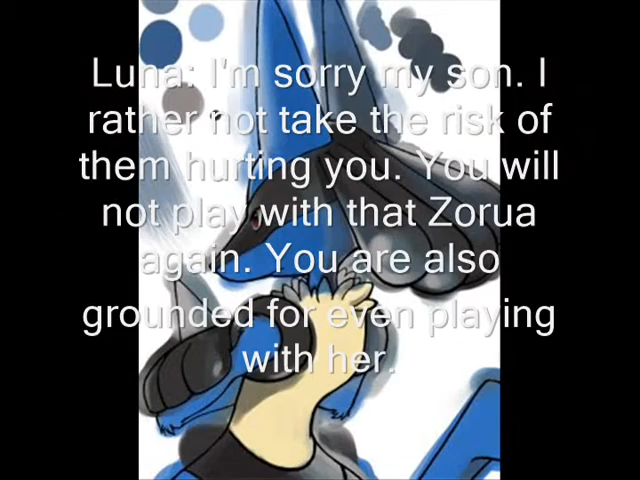 Luna: I'm sorry my son. I
rather not take the risk of
them hurting you. You will
not play with that Zorua
again. You are also
grounded for even playing
with her.